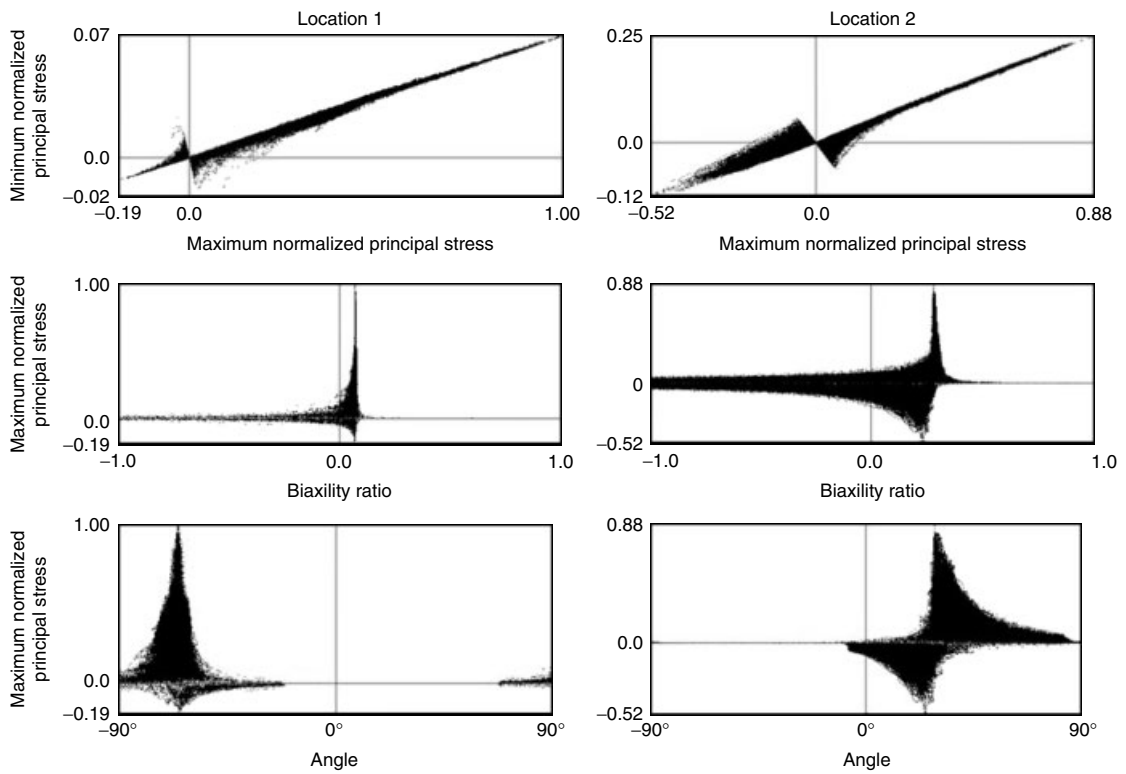 Location 1
Location 2
Minimum normalized
principal stress
0.07
0.0
−0.02
−0.19 0.0 1.00
Maximum normalized principal stress
0.25
0.0
−0.12
−0.52 0.0 0.88
Maximum normalized principal stress
Maximum normalized
principal stress
1.00
0.0
−0.19
−1.0 0.0 1.0
Biaxility ratio
0.88
0
−0.52
−1.0 0.0 1.0
Biaxility ratio
Maximum normalized
principal stress
1.00
0.0
−0.19
−90° 0° 90°
Angle
0.88
0.0
−0.52
−90° 0° 90°
Angle